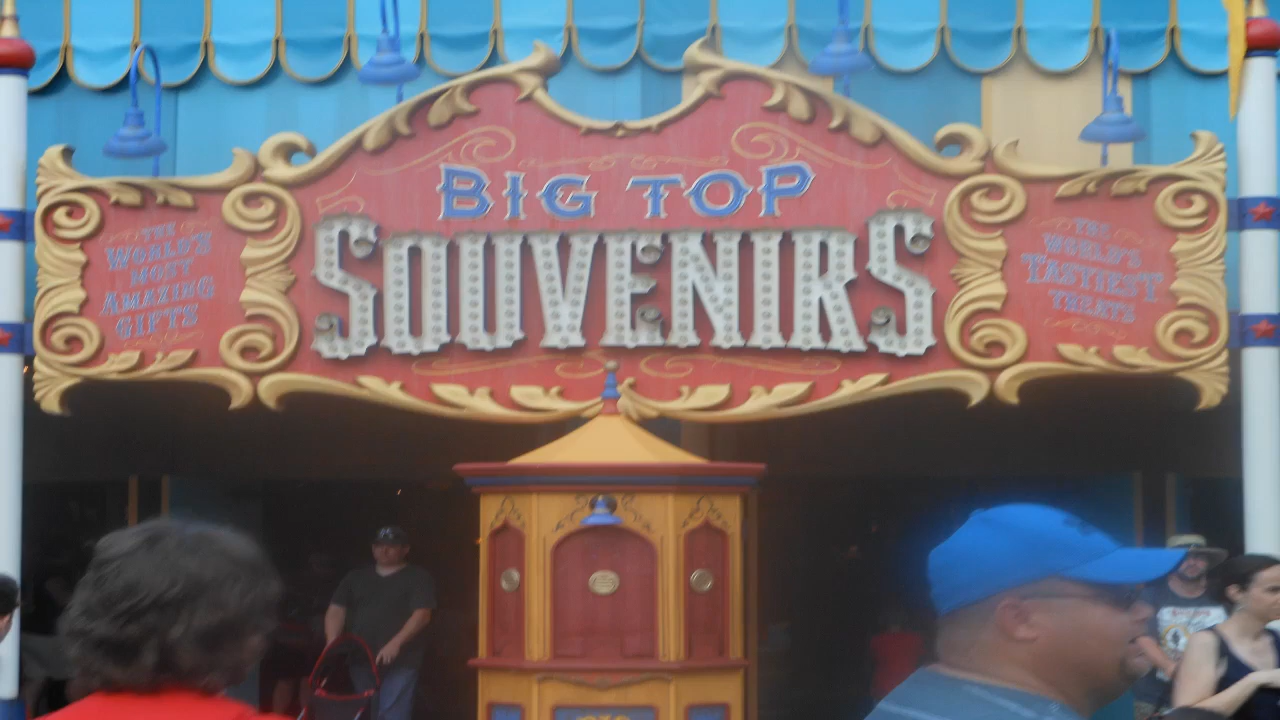 BIG TOP
SOUVENIRS
THE
WORLD'S
MOST
AMAZING
GIFTS
THE
WORLD'S
TASTIEST
TREATS